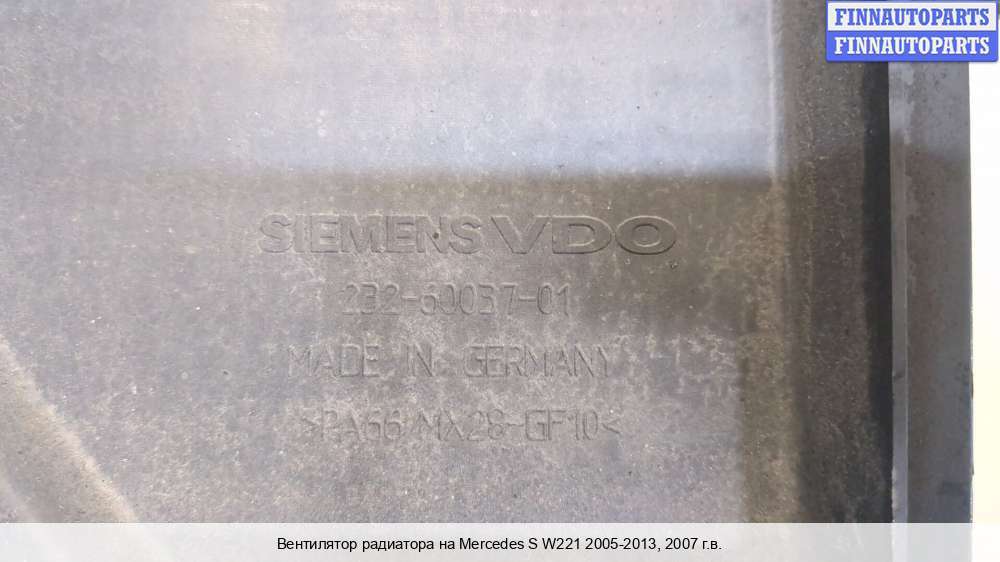 FINNAUTOPARTS
FINNAUTOPARTS
SIEMENS VDO
232-60037-01
MADE IN GERMANY
>PA66 MX28-GF10<
Вентилятор радиатора на Mercedes S W221 2005-2013, 2007 г.в.